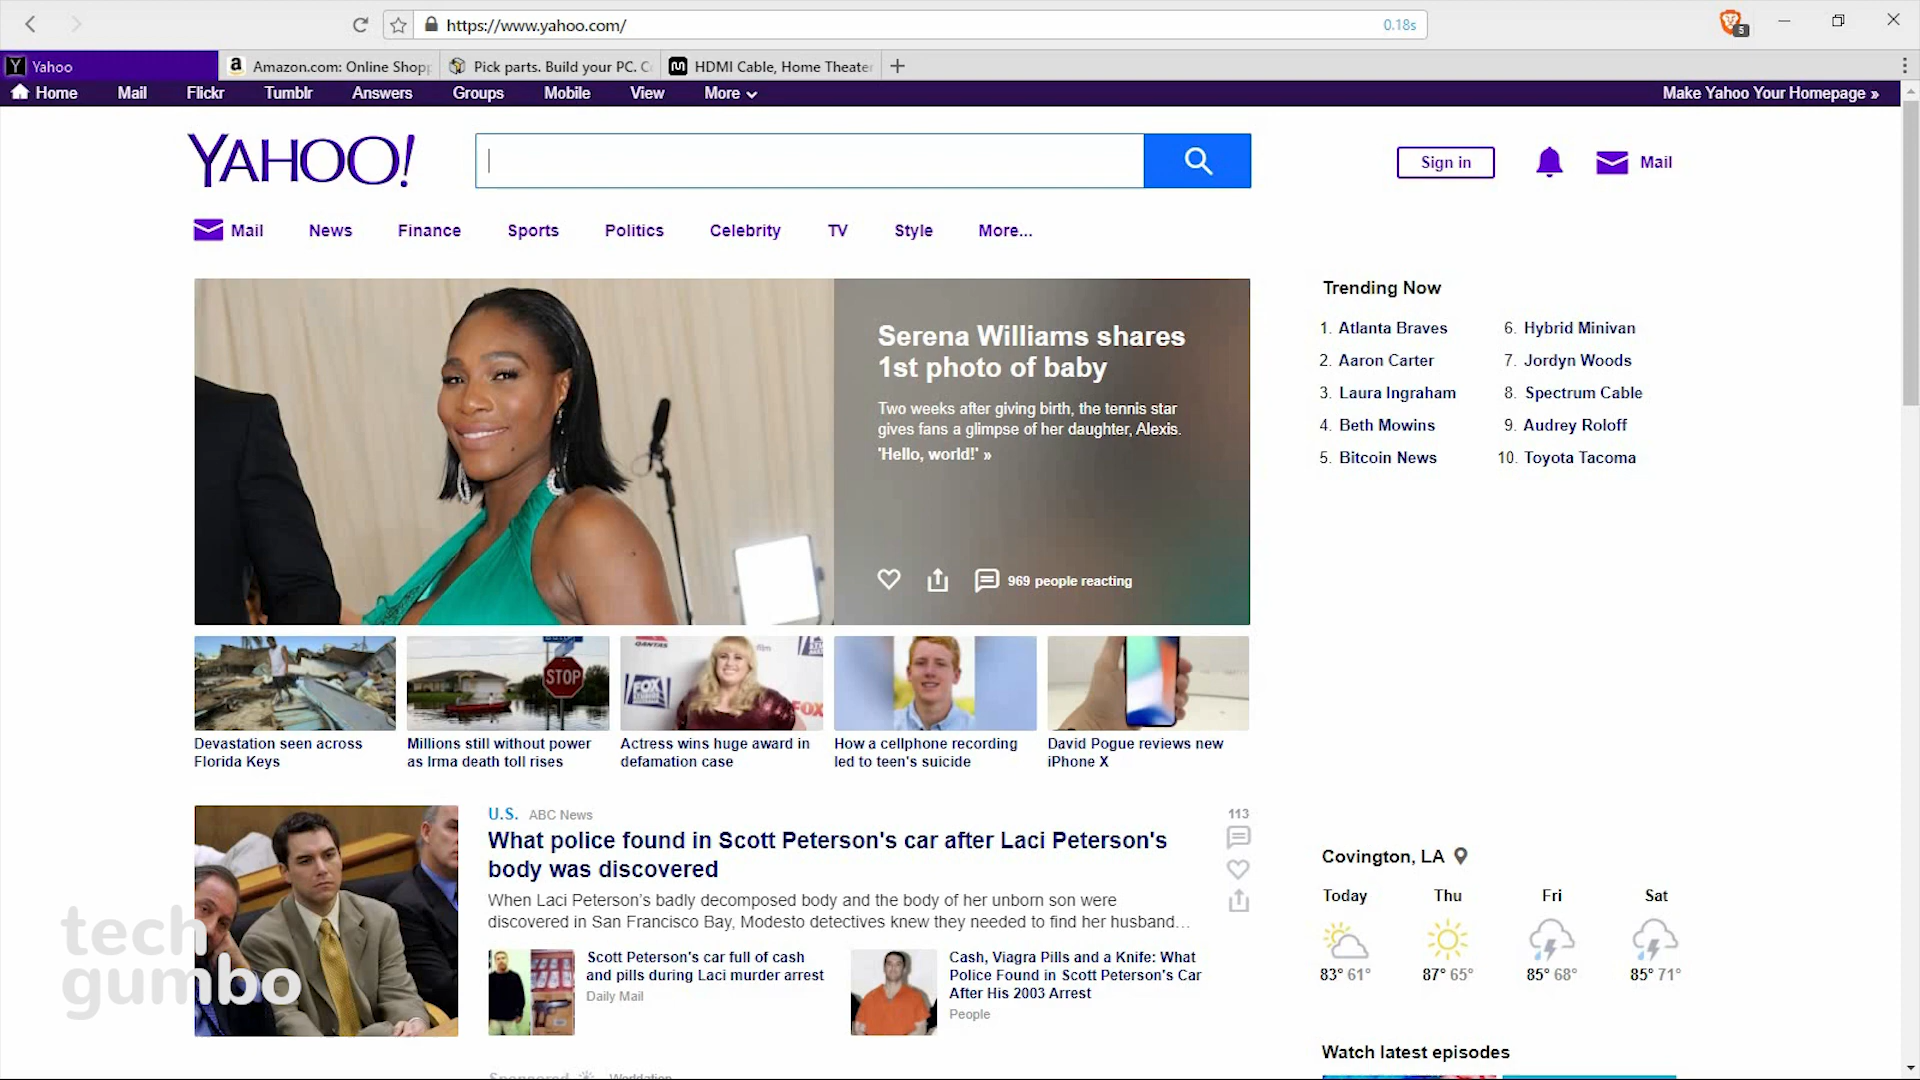 https://www.yahoo.com/
0.18s
5
Yahoo
Amazon.com: Online Shopp
Pick parts. Build your PC. C
HDMI Cable, Home Theater
Home Mail Flickr Tumblr Answers Groups Mobile View More
Make Yahoo Your Homepage »
YAHOO!
Sign in
Mail
Mail News Finance Sports Politics Celebrity TV Style More...
Serena Williams shares
1st photo of baby
Two weeks after giving birth, the tennis star
gives fans a glimpse of her daughter, Alexis.
'Hello, world!' »
969 people reacting
Trending Now
1. Atlanta Braves
2. Aaron Carter
3. Laura Ingraham
4. Beth Mowins
5. Bitcoin News
6. Hybrid Minivan
7. Jordyn Woods
8. Spectrum Cable
9. Audrey Roloff
10. Toyota Tacoma
STOP
QANTAS
film
FOX
FOX
Devastation seen across
Florida Keys
Millions still without power
as Irma death toll rises
Actress wins huge award in
defamation case
How a cellphone recording
led to teen's suicide
David Pogue reviews new
iPhone X
U.S. ABC News
What police found in Scott Peterson's car after Laci Peterson's
body was discovered
When Laci Peterson's badly decomposed body and the body of her unborn son were
discovered in San Francisco Bay, Modesto detectives knew they needed to find her husband...
113
Scott Peterson's car full of cash
and pills during Laci murder arrest
Daily Mail
Cash, Viagra Pills and a Knife: What
Police Found in Scott Peterson's Car
After His 2003 Arrest
People
Covington, LA
Today Thu Fri Sat
83° 61° 87° 65° 85° 68° 85° 71°
Watch latest episodes
Sponsored
tech
gumbo